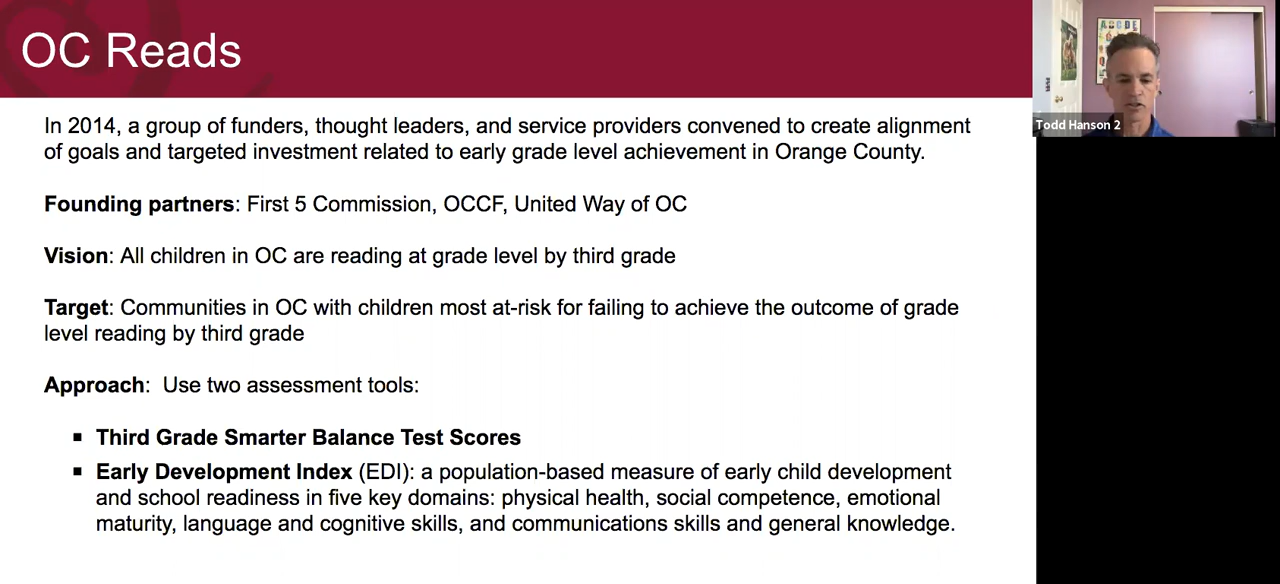 OC Reads
In 2014, a group of funders, thought leaders, and service providers convened to create alignment
of goals and targeted investment related to early grade level achievement in Orange County.
Founding partners: First 5 Commission, OCCF, United Way of OC
Vision: All children in OC are reading at grade level by third grade
Target: Communities in OC with children most at-risk for failing to achieve the outcome of grade
level reading by third grade
Approach:  Use two assessment tools:
▪ Third Grade Smarter Balance Test Scores
▪ Early Development Index (EDI): a population-based measure of early child development
and school readiness in five key domains: physical health, social competence, emotional
maturity, language and cognitive skills, and communications skills and general knowledge.
A C D E
Todd Hanson 2